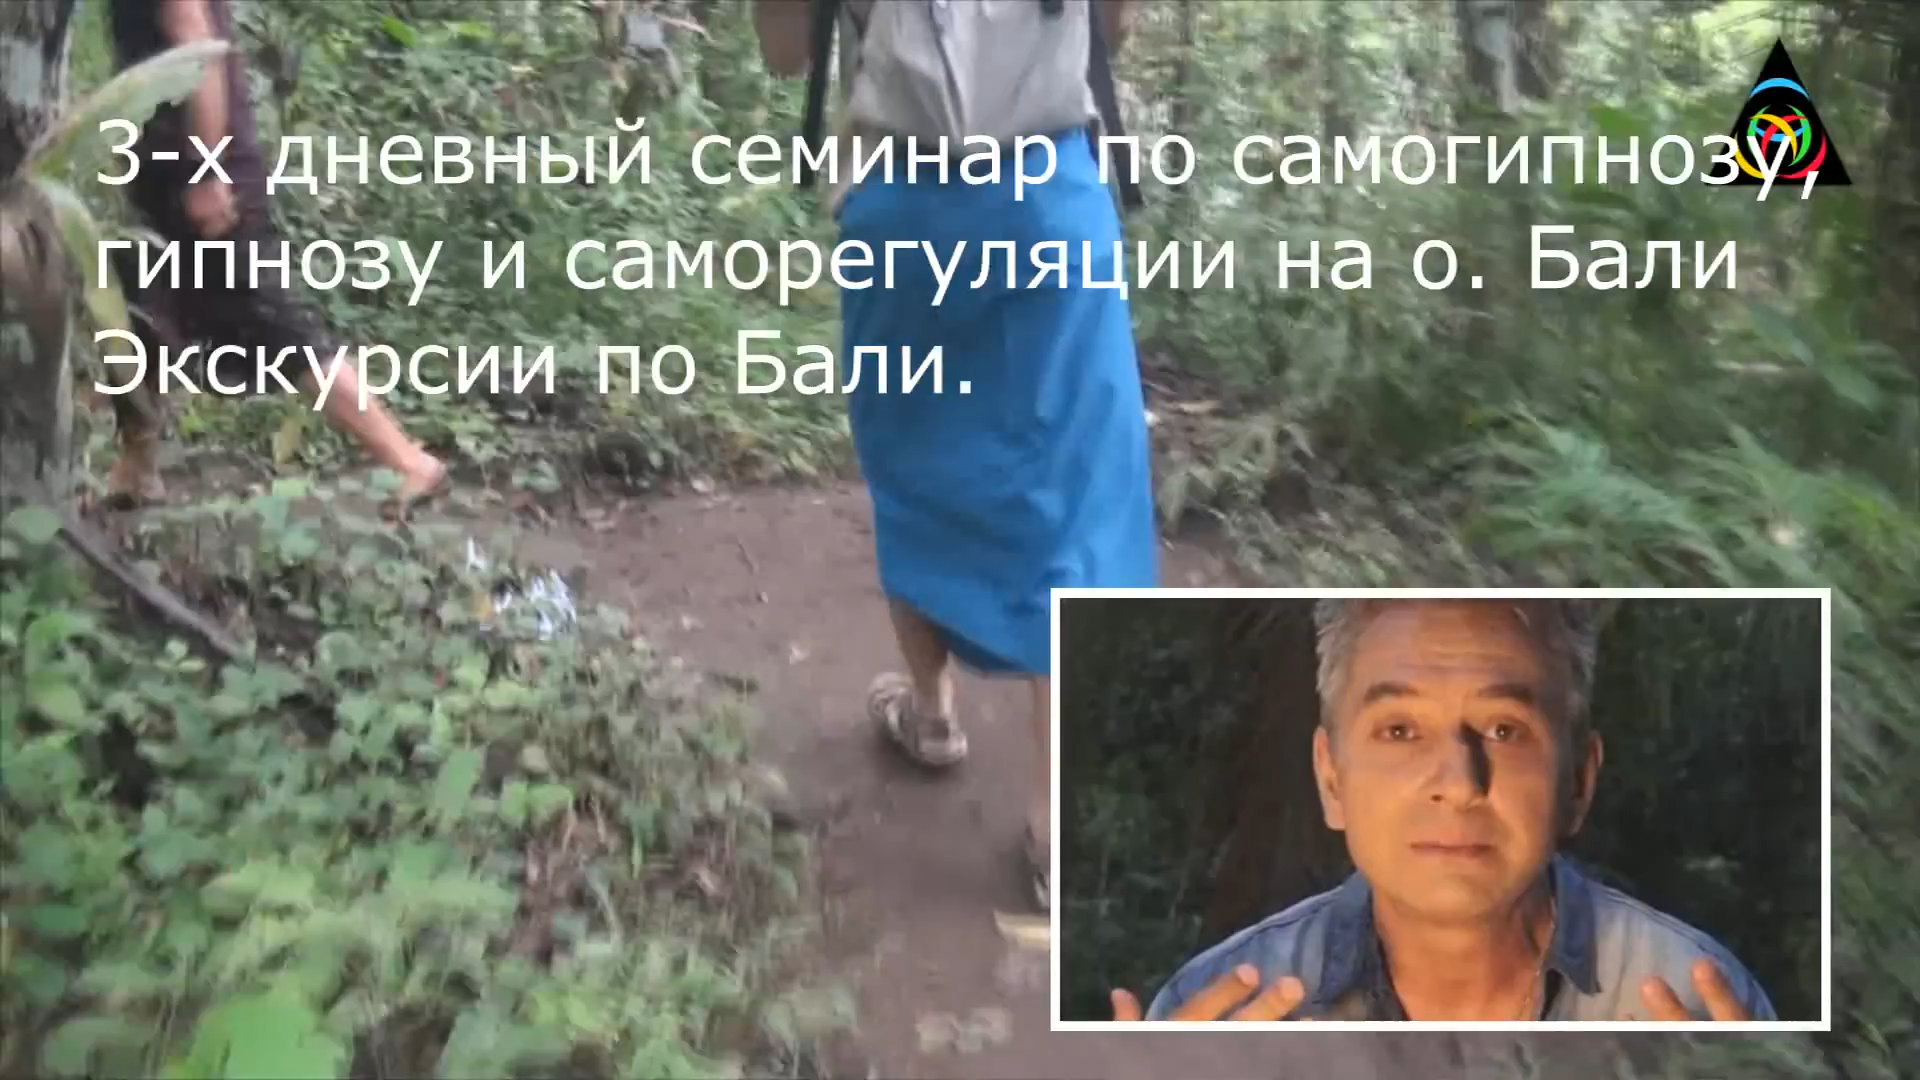 3-х дневный семинар по самогипнозу,
гипнозу и саморегуляции на о. Бали
Экскурсии по Бали.